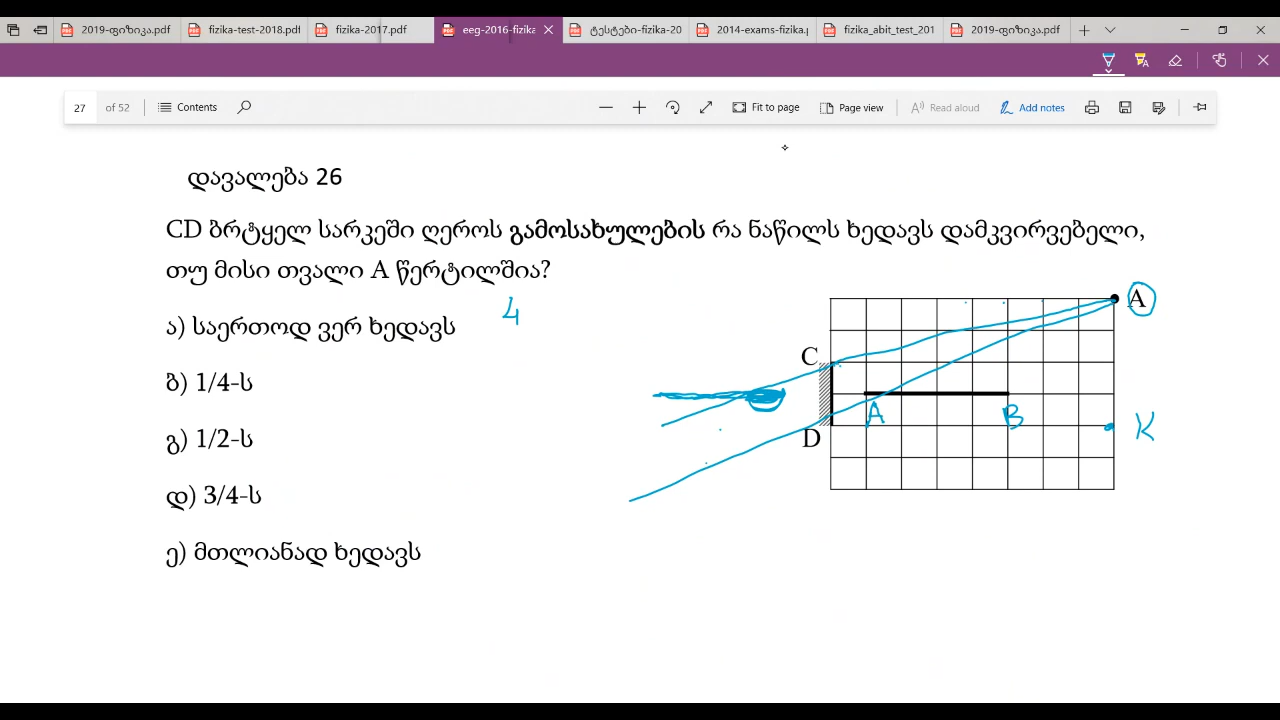 2019-ფიზიკა.pdf fizika-test-2018.pdf fizika-2017.pdf eeg-2016-fizika ტესტები-fizika-20 2014-exams-fizika.p fizika_abit_test_201 2019-ფიზიკა.pdf
27 of 52 Contents Fit to page Page view Read aloud Add notes
დავალება 26
CD ბრტყელ სარკეში ღეროს გამოსახულების რა ნაწილს ხედავს დამკვირვებელი,
თუ მისი თვალი A წერტილშია?
4
ა) საერთოდ ვერ ხედავს
ბ) 1/4-ს
გ) 1/2-ს
დ) 3/4-ს
ე) მთლიანად ხედავს
A
C
A B K
D